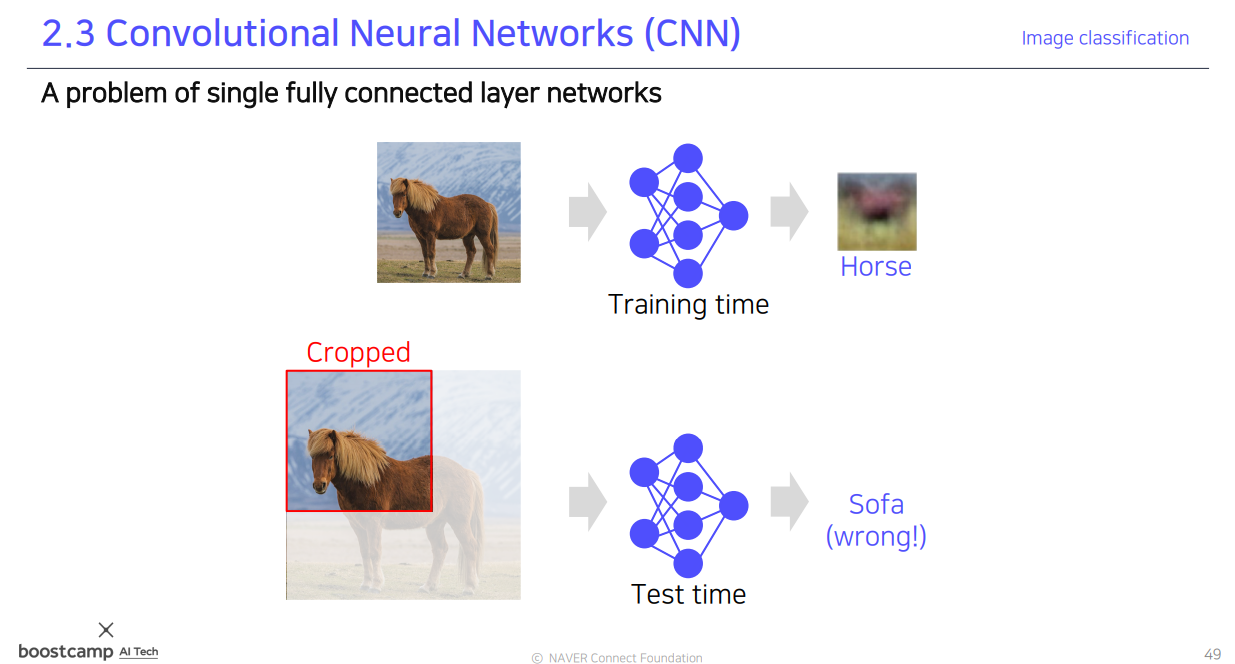 2.3 Convolutional Neural Networks (CNN)
Image classification
A problem of single fully connected layer networks
Horse
Training time
Cropped
Sofa
(wrong!)
Test time
boostcamp AI Tech
© NAVER Connect Foundation
49